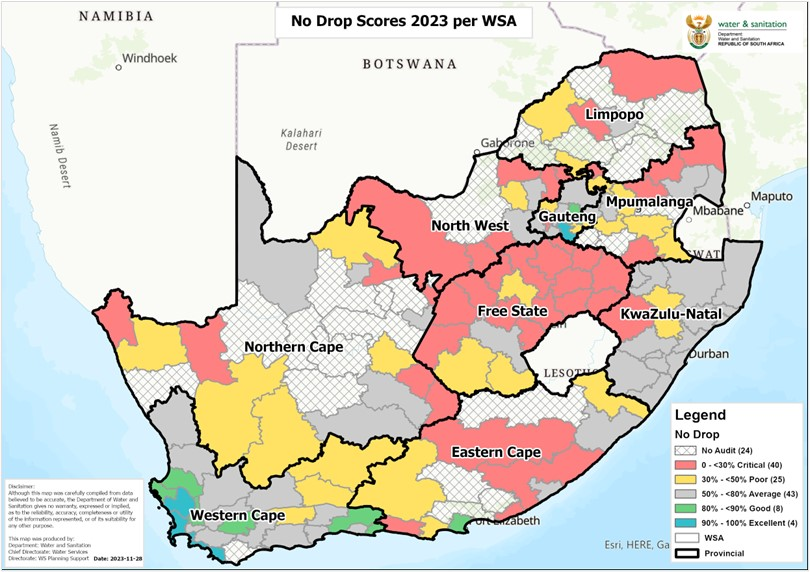 No Drop Scores 2023 per WSA
water & sanitation
Department:
Water and Sanitation
REPUBLIC OF SOUTH AFRICA
NAMIBIA
Windhoek
BOTSWANA
Namib Desert
Kalahari
Desert
Gaborone
Limpopo
Mpumalanga
Maputo
Mbabane
North West
Gauteng
SWAT
Free State
KwaZulu-Natal
Northern Cape
Durban
LESOTHO
Eastern Cape
Western Cape
ort Elizabeth
Esri, HERE, Ga
Legend
No Drop
No Audit (24)
0 - <30% Critical (40)
30% - <50% Poor (25)
50% - <80% Average (43)
80% - <90% Good (8)
90% - 100% Excellent (4)
WSA
Provincial
Disclaimer:
Although this map was carefully compiled from data
believed to be accurate, the Department of Water and
Sanitation gives no warranty, expressed or implied,
as to the reliability, accuracy, completeness or utility
of the information represented, or of its suitability for
any other purpose.
This map was produced by:
Department: Water and Sanitation
Chief Directorate: Water Services
Directorate: WS Planning Support Date: 2023-11-28